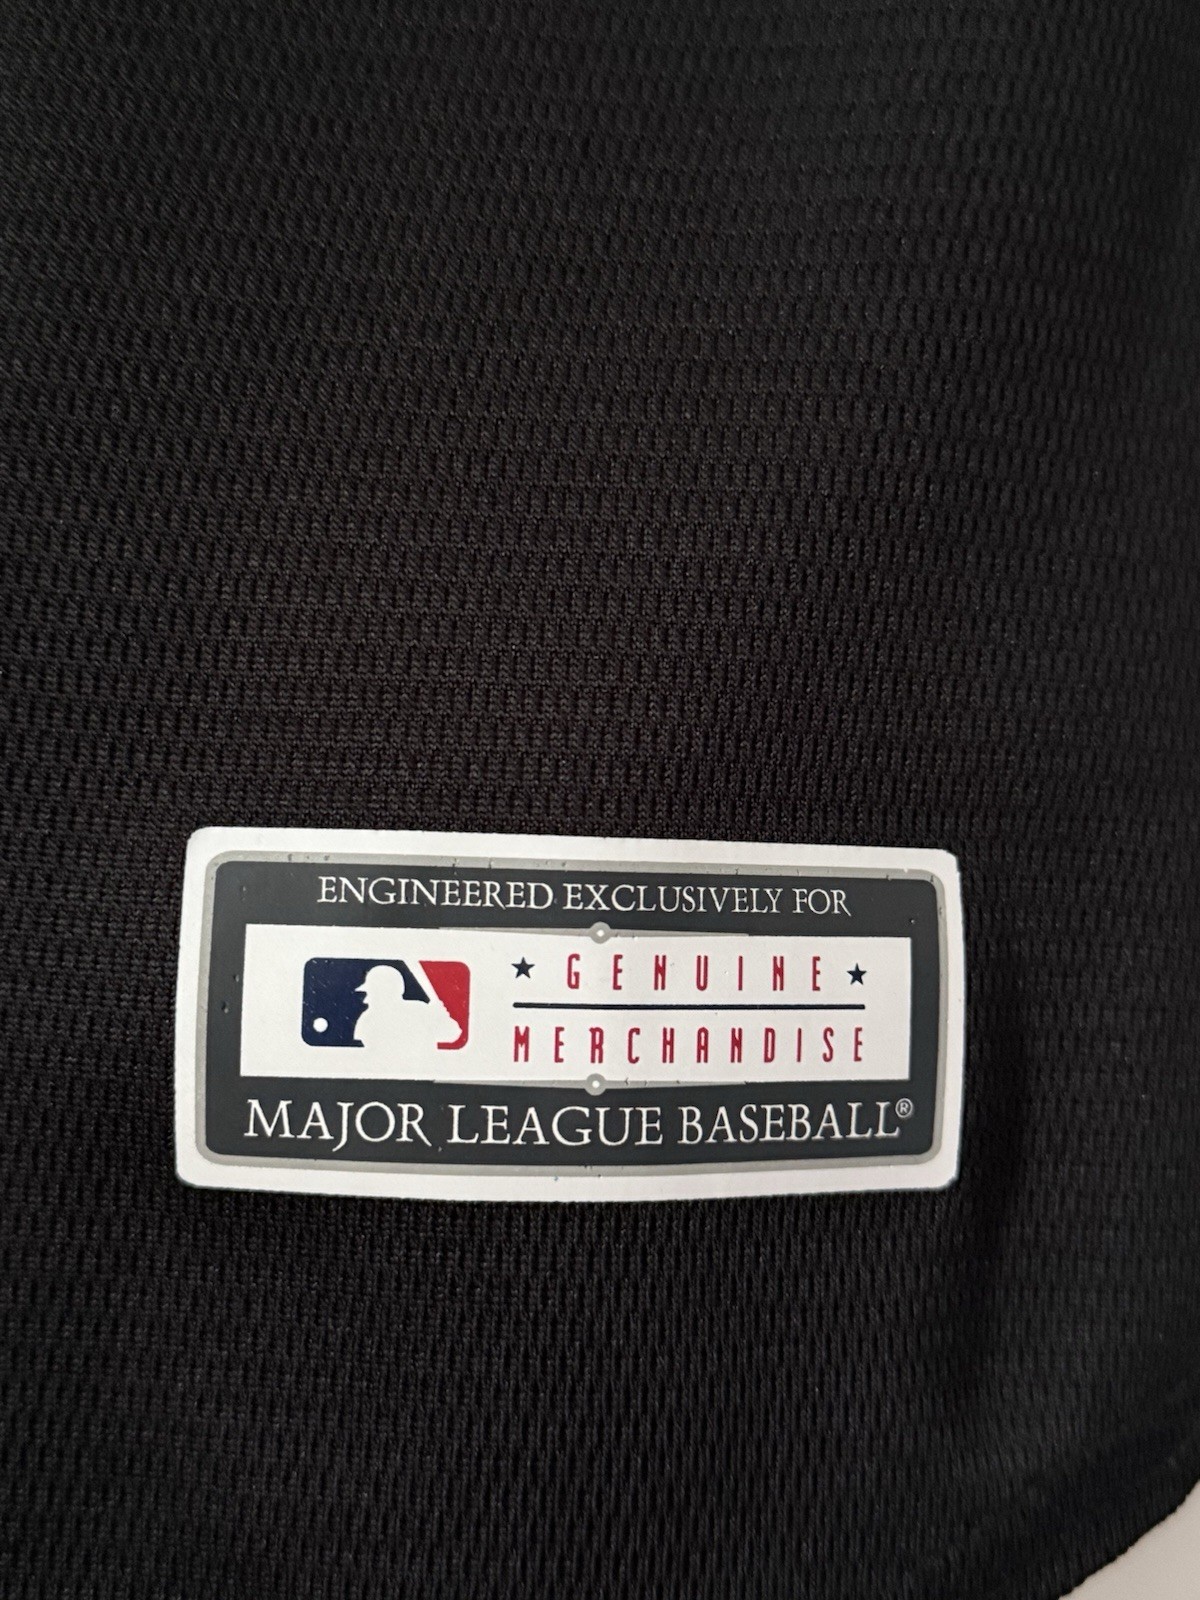 ENGINEERED EXCLUSIVELY FOR
GENUINE
MERCHANDISE
MAJOR LEAGUE BASEBALL®